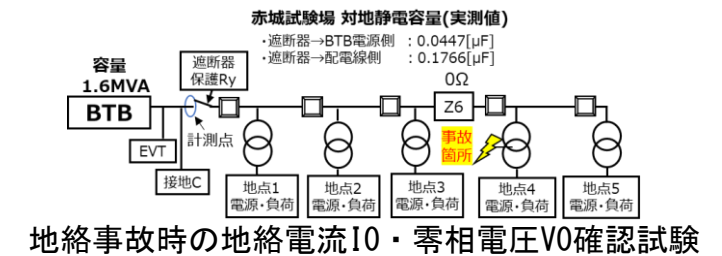 赤城試験場 対地静電容量(実測値)
・遮断器→BTB電源側 : 0.0447[μF]
・遮断器→配電線側 : 0.1766[μF]
容量
1.6MVA
BTB
遮断器
保護Ry
計測点
EVT
接地C
0Ω
Z6
事故
箇所
地点1
電源・負荷
地点2
電源・負荷
地点3
電源・負荷
地点4
電源・負荷
地点5
電源・負荷
地絡事故時の地絡電流I0・零相電圧V0確認試験